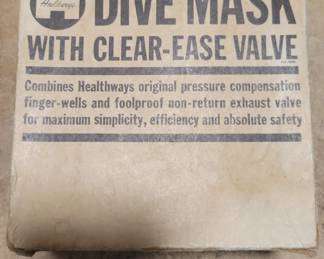 Healthways
DIVE MASK
WITH CLEAR-EASE VALVE
Combines Healthways original pressure compensation
finger-wells and foolproof non-return exhaust valve
for maximum simplicity, efficiency and absolute safety